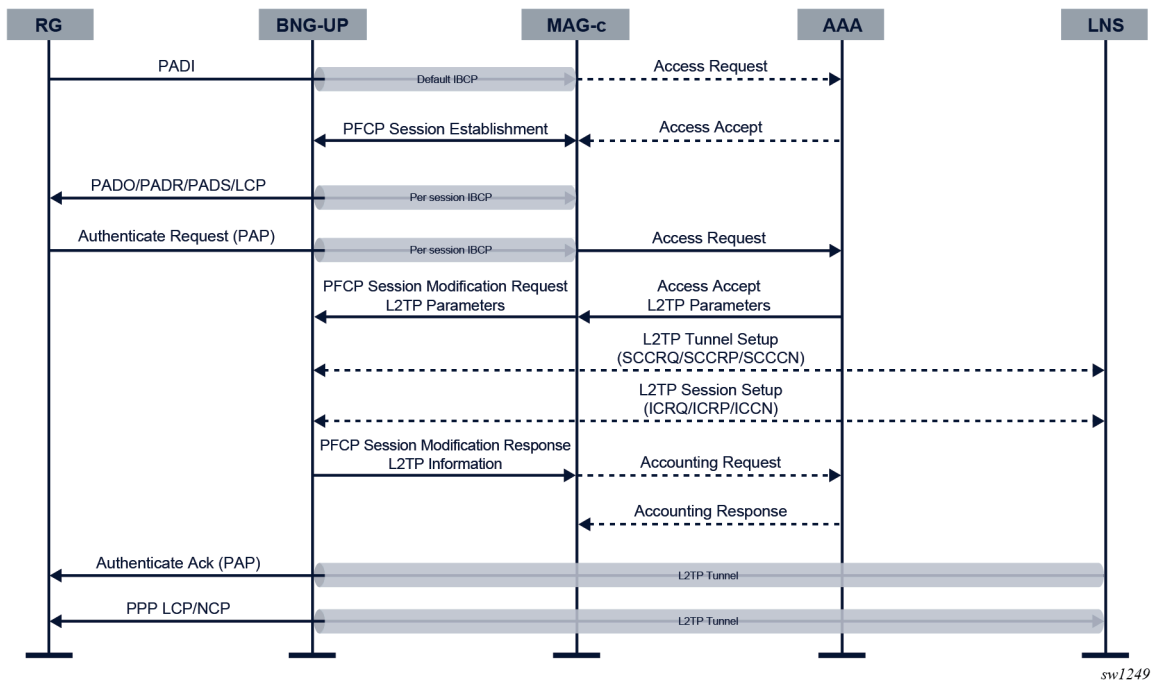 RG
BNG-UP
MAG-c
AAA
LNS
PADI
Default IBCP
Access Request
PFCP Session Establishment
Access Accept
PADO/PADR/PADS/LCP
Per session IBCP
Authenticate Request (PAP)
Per session IBCP
Access Request
PFCP Session Modification Request
L2TP Parameters
Access Accept
L2TP Parameters
L2TP Tunnel Setup
(SCCRQ/SCCRP/SCCCN)
L2TP Session Setup
(ICRQ/ICRP/ICCN)
PFCP Session Modification Response
L2TP Information
Accounting Request
Accounting Response
Authenticate Ack (PAP)
L2TP Tunnel
PPP LCP/NCP
L2TP Tunnel
sw1249